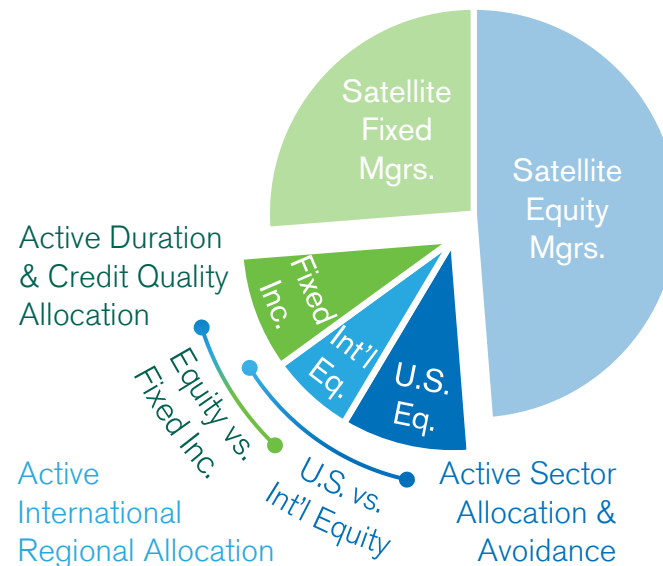 Satellite
Fixed
Mgrs.
Satellite
Equity
Mgrs.
Active Duration
& Credit Quality
Allocation
Fixed
Inc.
Int'l
Eq.
U.S.
Eq.
Equity vs.
Fixed Inc.
U.S. vs.
Int'l Equity
Active
International
Regional Allocation
Active Sector
Allocation &
Avoidance